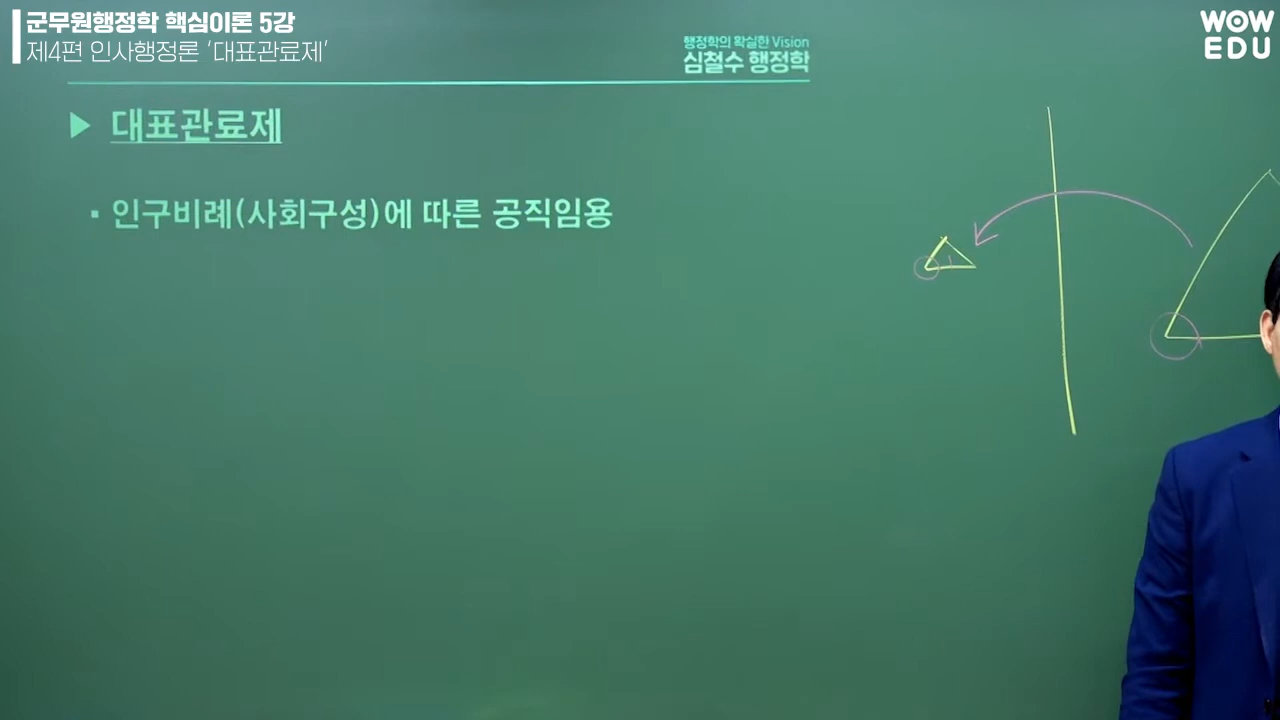 군무원행정학 핵심이론 5강
제4편 인사행정론 ‘대표관료제’
WOW
EDU
행정학의 확실한 Vision
심철수 행정학
▶ 대표관료제
▪ 인구비례(사회구성)에 따른 공직임용